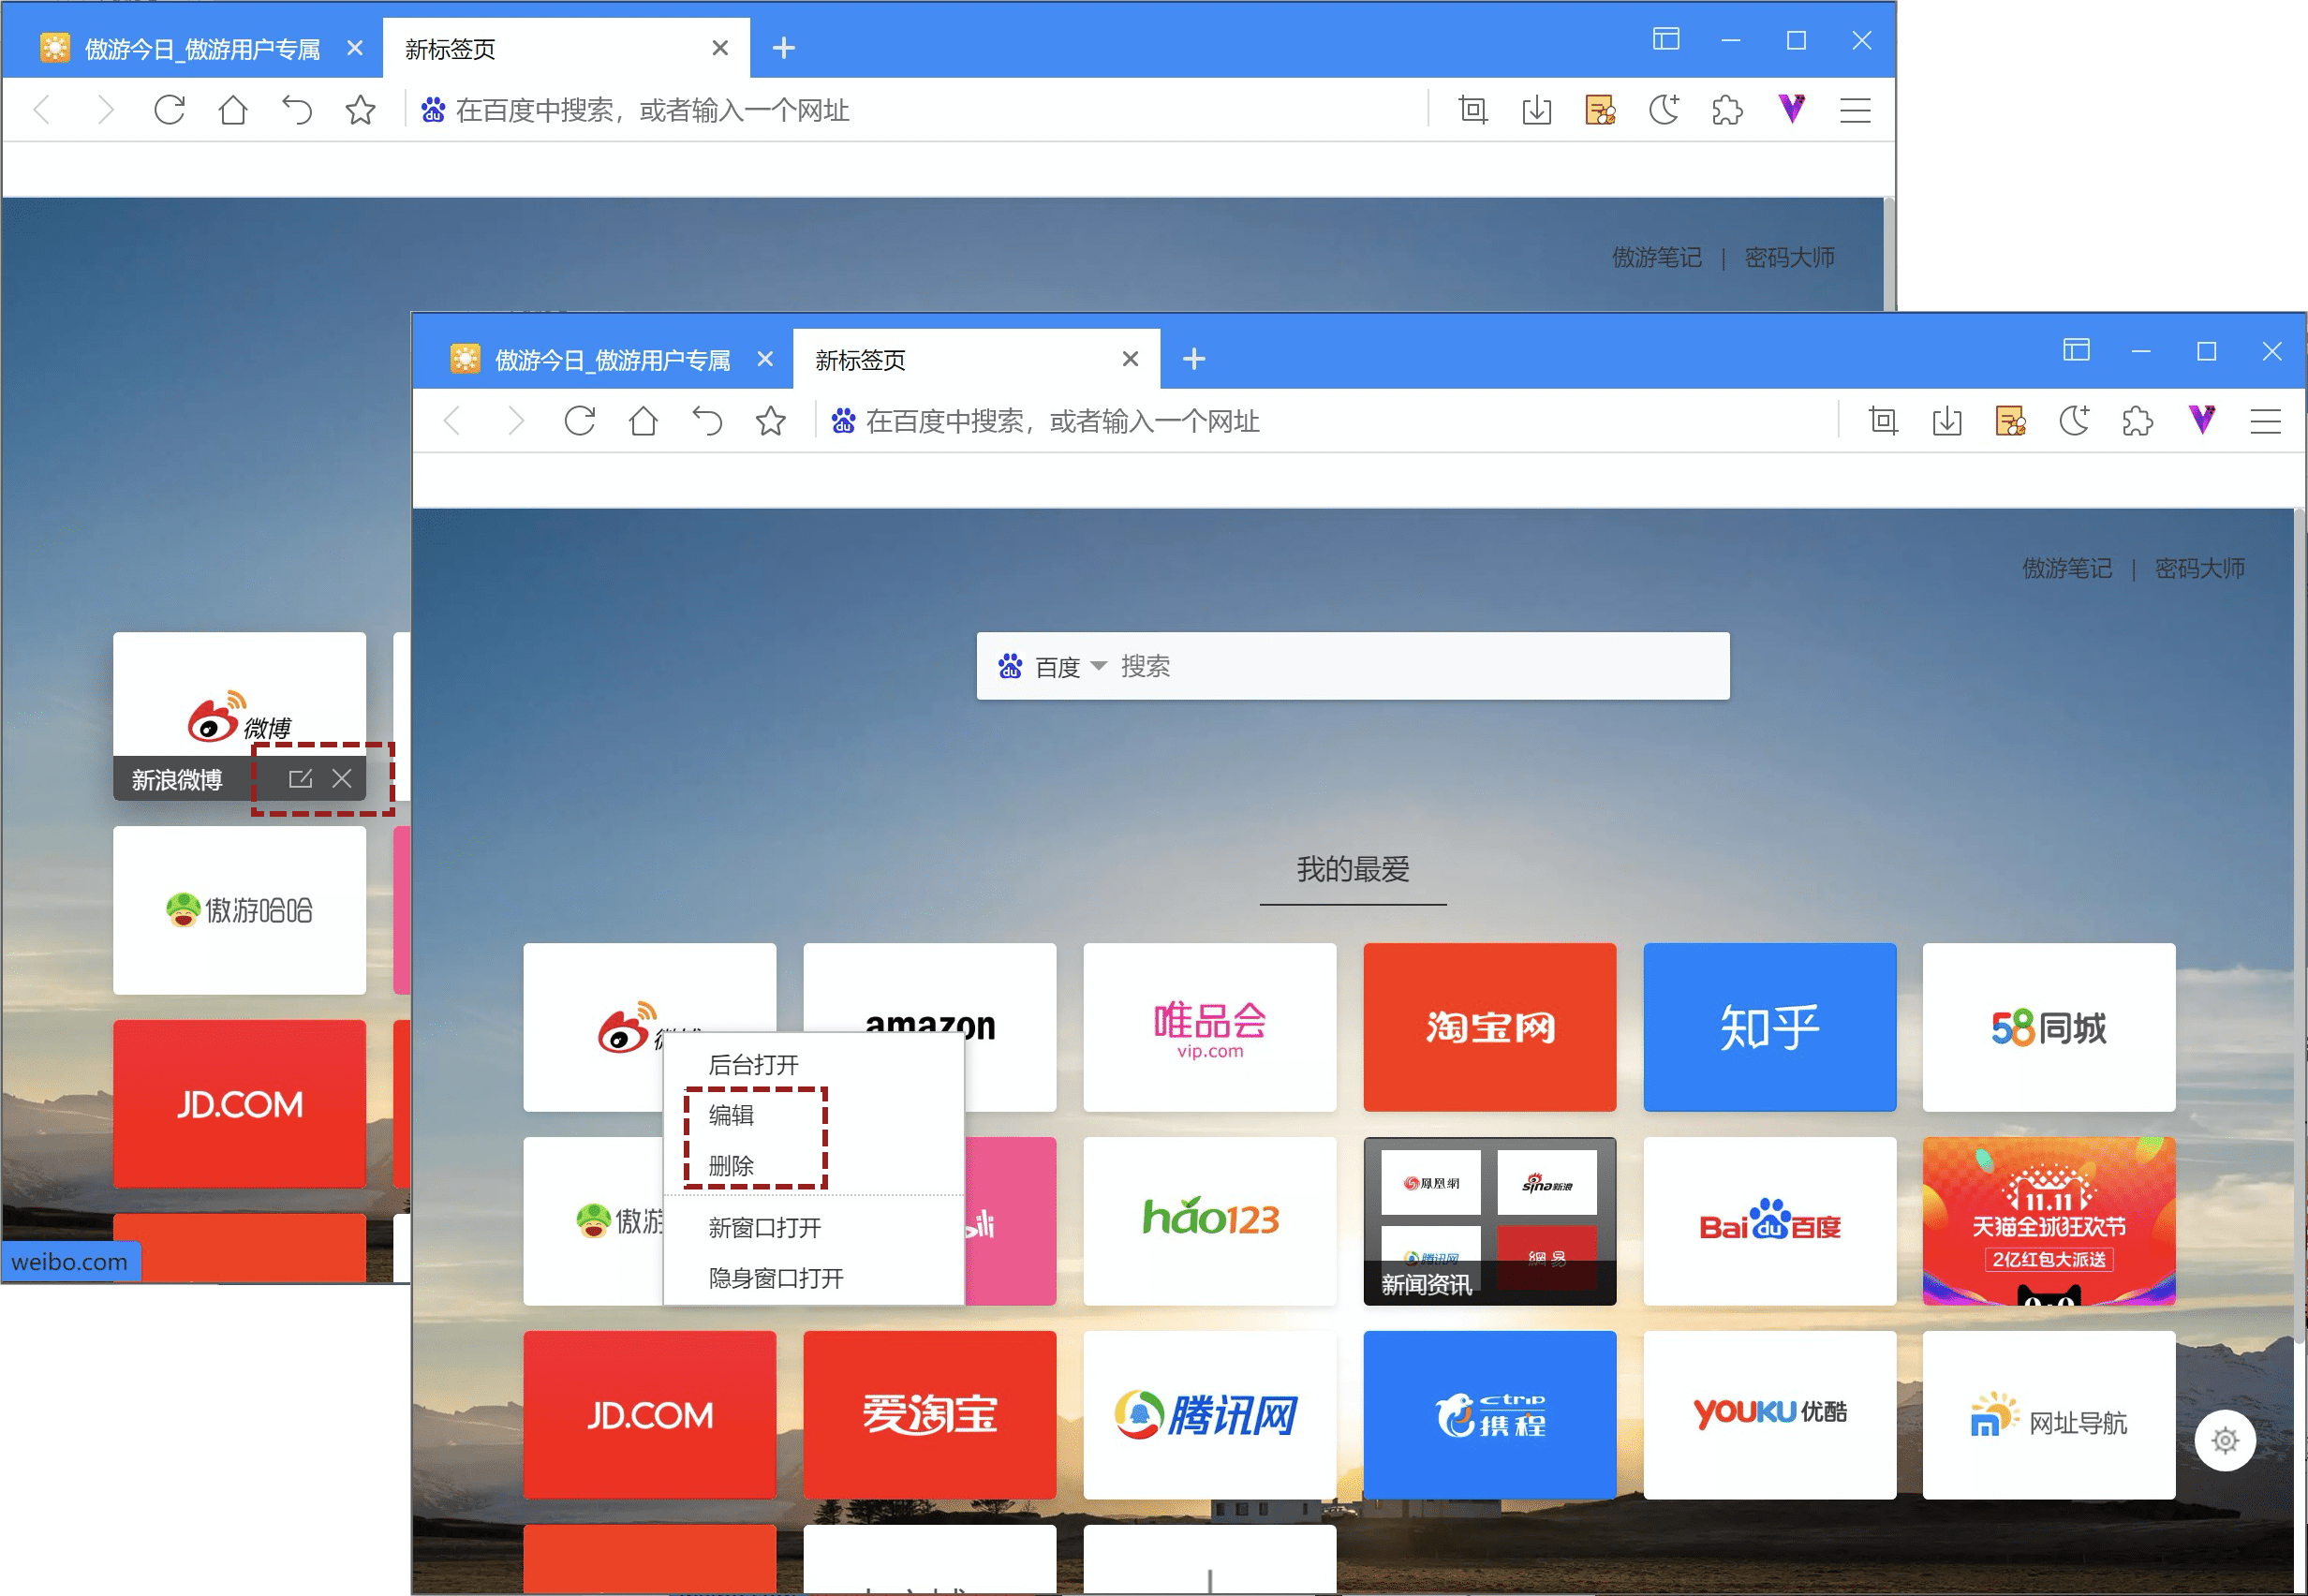 傲游今日_傲游用户专属
新标签页
在百度中搜索，或者输入一个网址
傲游笔记 | 密码大师
微博
新浪微博
傲游哈哈
JD.COM
weibo.com
傲游今日_傲游用户专属
新标签页
在百度中搜索，或者输入一个网址
傲游笔记 | 密码大师
du 百度 搜索
我的最爱
amazon
唯品会
vip.com
淘宝网
知乎
58同城
后台打开
编辑
删除
新窗口打开
隐身窗口打开
傲游
hao123
鳳凰網
sina新浪
腾讯网
網易
新闻资讯
Bai du 百度
11.11
天猫全球狂欢节
2亿红包大派送
JD.COM
爱淘宝
腾讯网
Ctrip
携程
YOUKU 优酷
网址导航